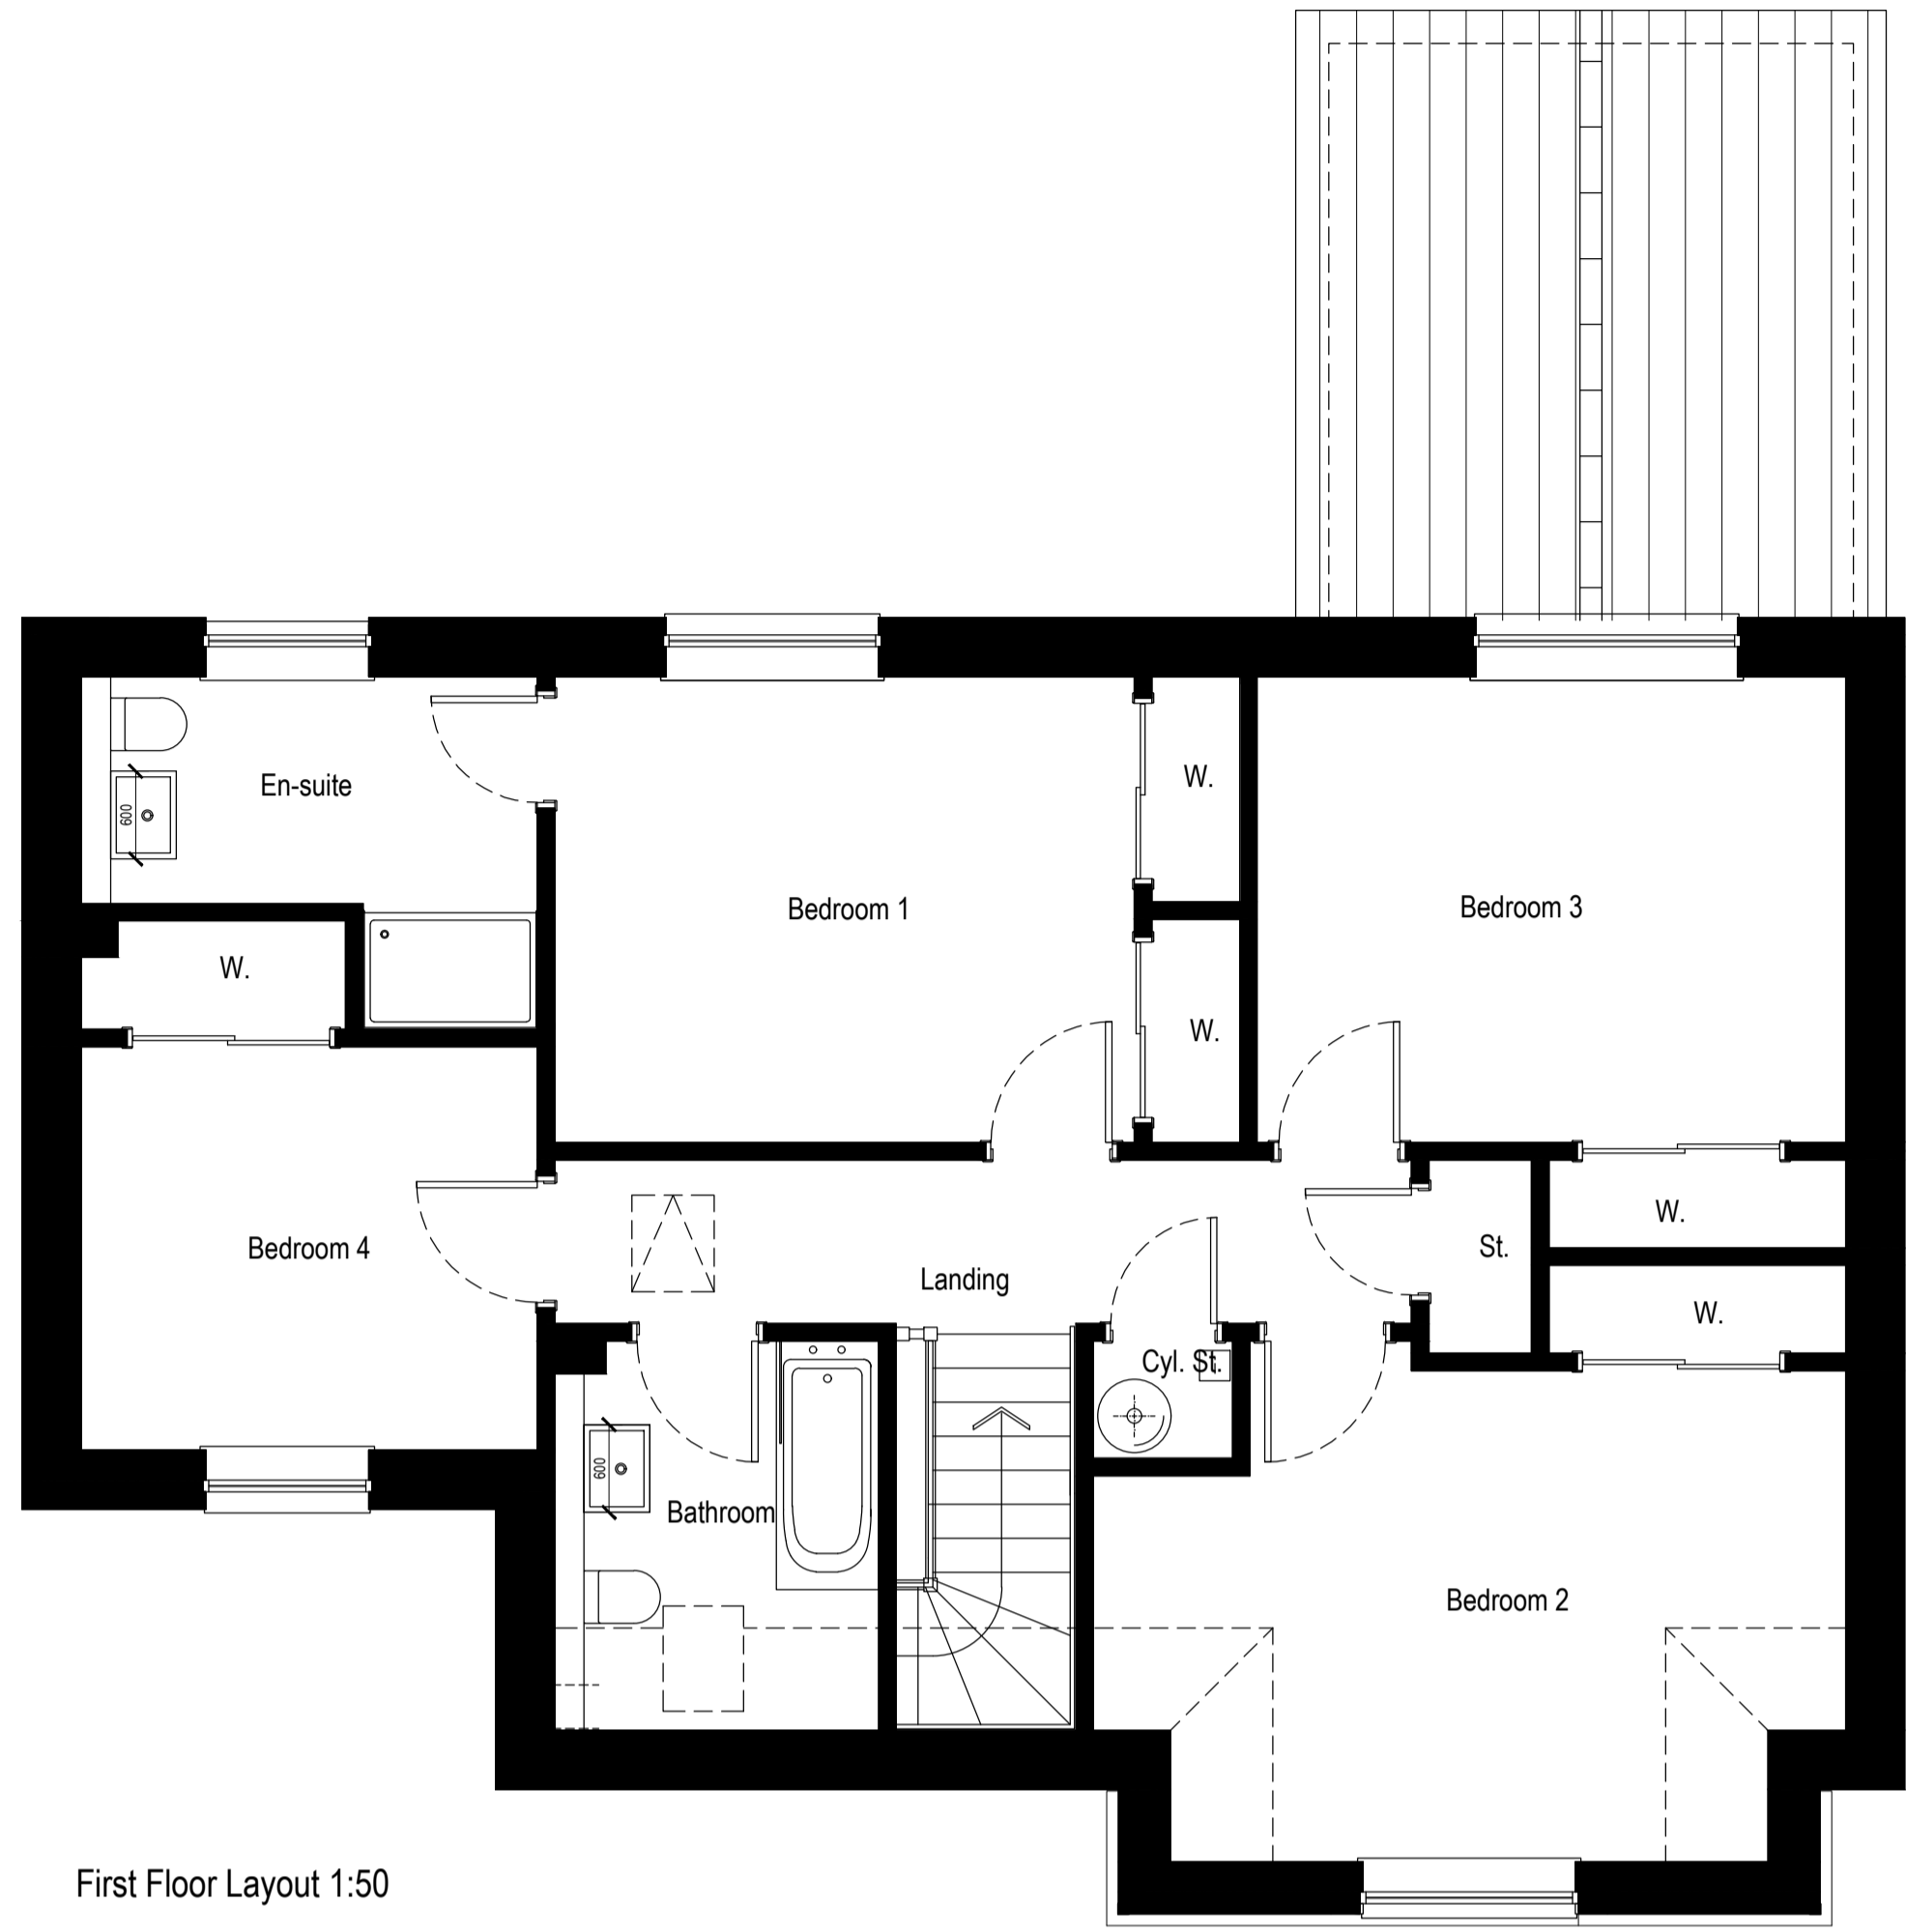 En-suite
600
W.
Bedroom 1
W.
Bedroom 3
W.
W.
Bedroom 4
Landing
St.
W.
W.
Cyl. St.
600
Bathroom
Bedroom 2
First Floor Layout 1:50